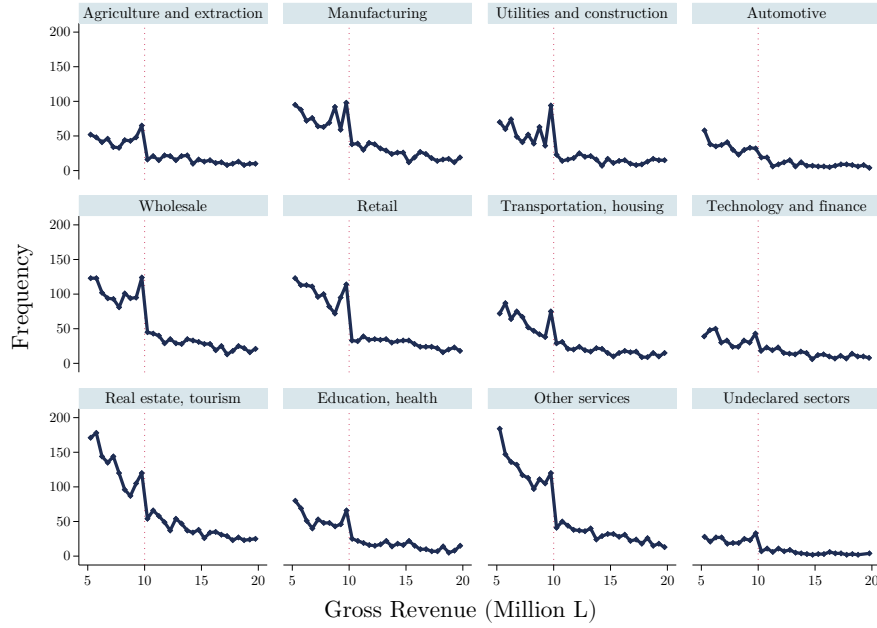 Agriculture and extraction
Manufacturing
Utilities and construction
Automotive
200
150
100
50
0
Wholesale
Retail
Transportation, housing
Technology and finance
200
150
100
50
0
Real estate, tourism
Education, health
Other services
Undeclared sectors
200
150
100
50
0
5 10 15 20
5 10 15 20
5 10 15 20
5 10 15 20
Frequency
Gross Revenue (Million L)